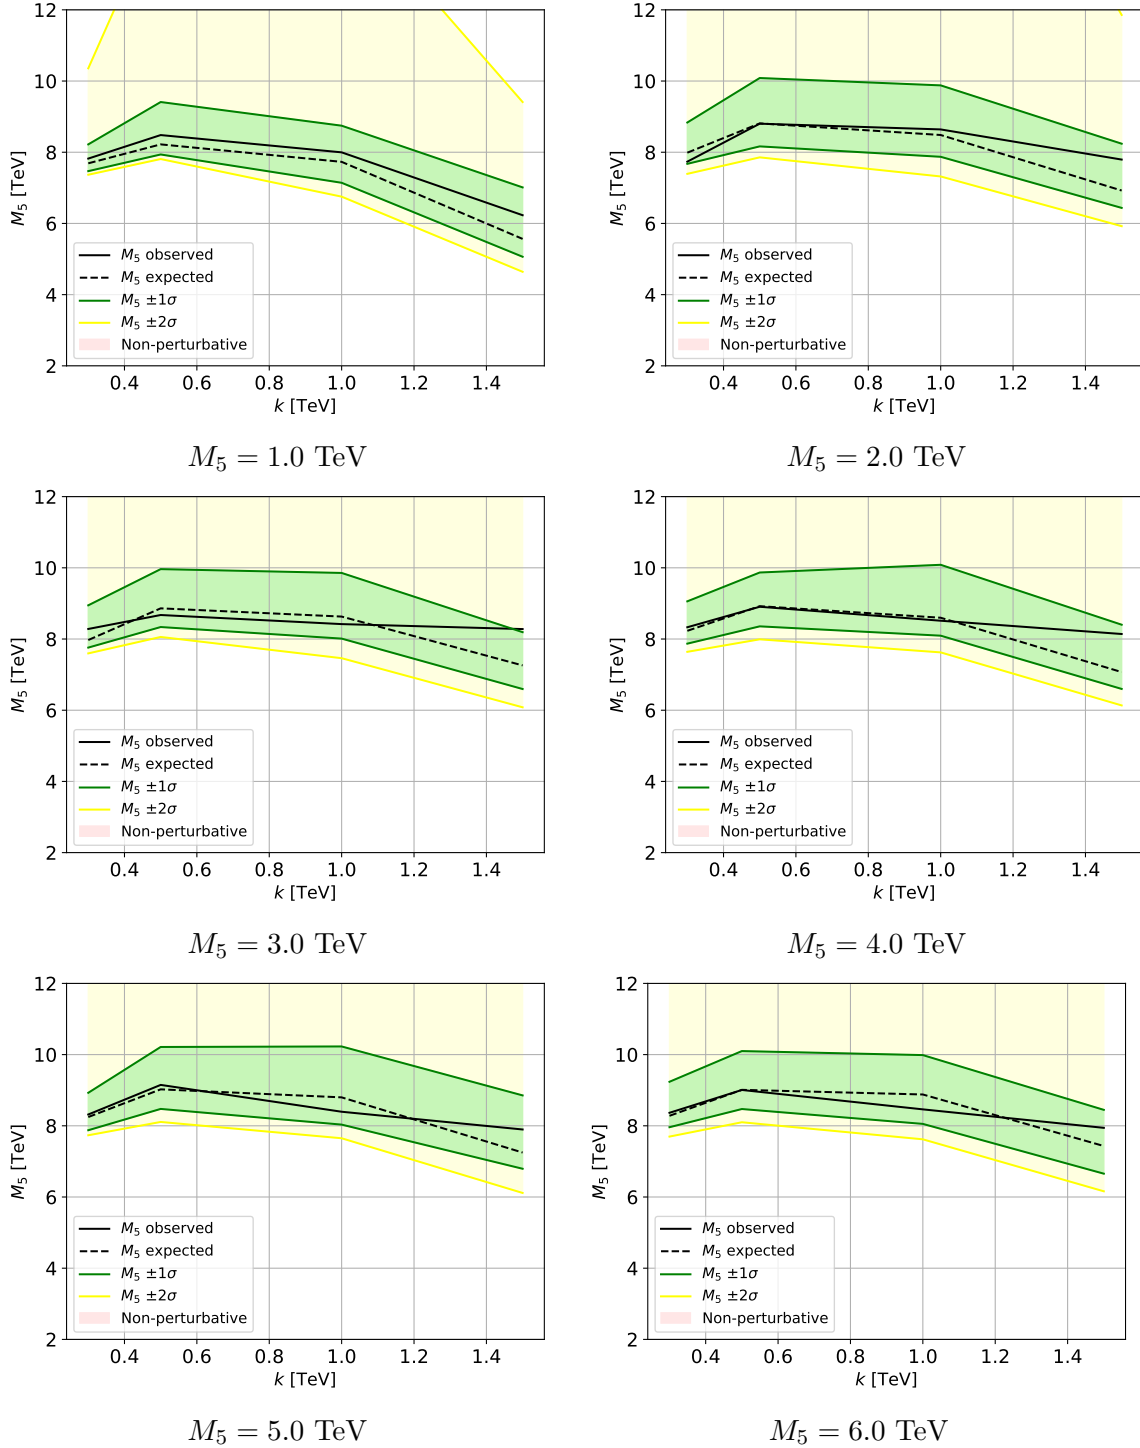 12
10
8
6
4
2
M₅ [TeV]
M₅ observed
M₅ expected
M₅ ±1σ
M₅ ±2σ
Non-perturbative
0.4 0.6 0.8 1.0 1.2 1.4
k [TeV]
M₅ = 1.0 TeV
12
10
8
6
4
2
M₅ [TeV]
M₅ observed
M₅ expected
M₅ ±1σ
M₅ ±2σ
Non-perturbative
0.4 0.6 0.8 1.0 1.2 1.4
k [TeV]
M₅ = 2.0 TeV
12
10
8
6
4
2
M₅ [TeV]
M₅ observed
M₅ expected
M₅ ±1σ
M₅ ±2σ
Non-perturbative
0.4 0.6 0.8 1.0 1.2 1.4
k [TeV]
M₅ = 3.0 TeV
12
10
8
6
4
2
M₅ [TeV]
M₅ observed
M₅ expected
M₅ ±1σ
M₅ ±2σ
Non-perturbative
0.4 0.6 0.8 1.0 1.2 1.4
k [TeV]
M₅ = 4.0 TeV
12
10
8
6
4
2
M₅ [TeV]
M₅ observed
M₅ expected
M₅ ±1σ
M₅ ±2σ
Non-perturbative
0.4 0.6 0.8 1.0 1.2 1.4
k [TeV]
M₅ = 5.0 TeV
12
10
8
6
4
2
M₅ [TeV]
M₅ observed
M₅ expected
M₅ ±1σ
M₅ ±2σ
Non-perturbative
0.4 0.6 0.8 1.0 1.2 1.4
k [TeV]
M₅ = 6.0 TeV